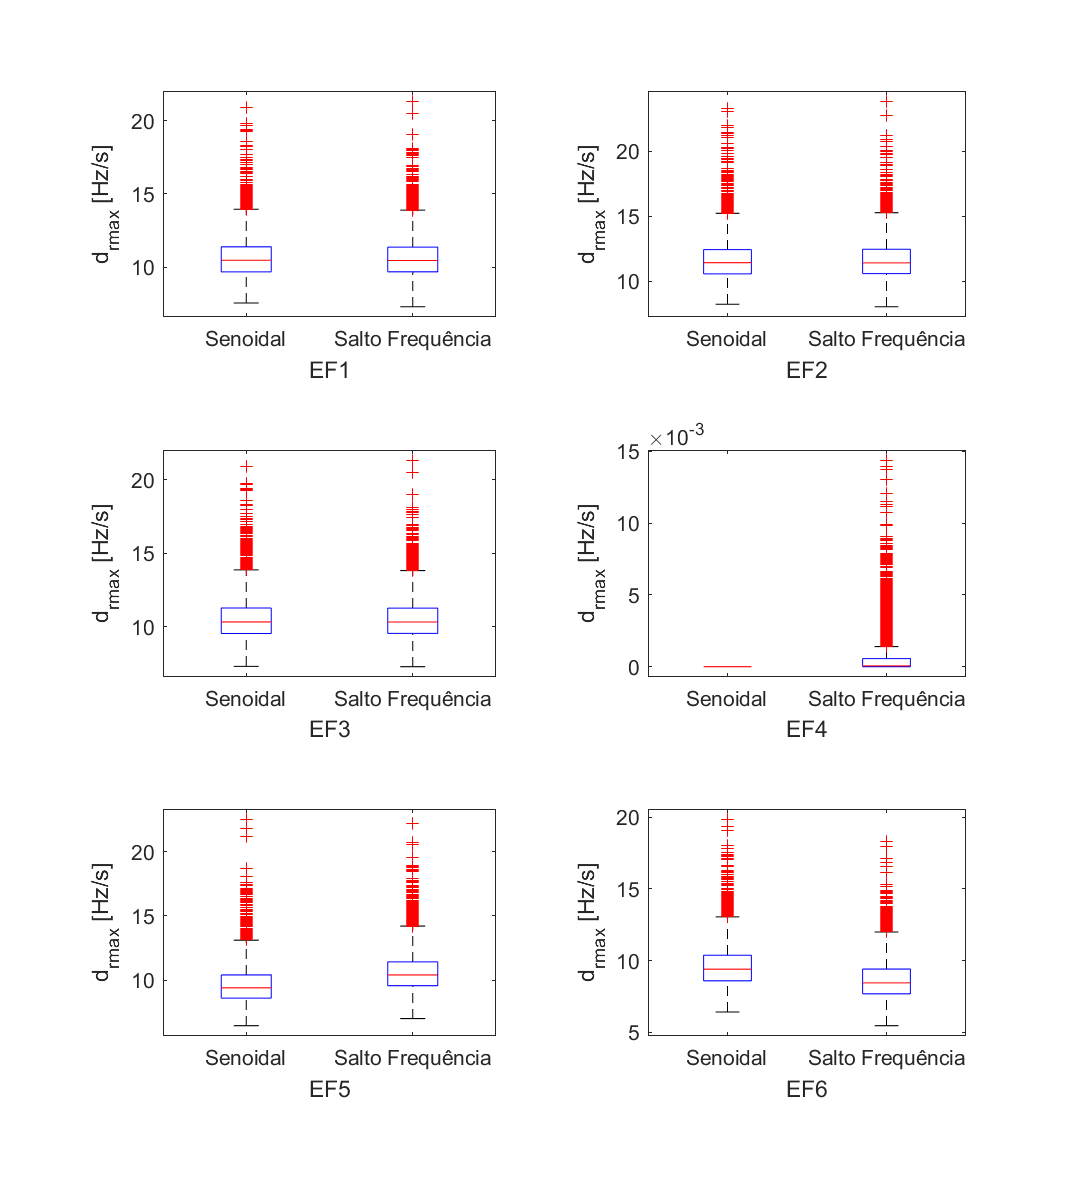 20
15
10
d_rmax [Hz/s]
Senoidal Salto Frequência
EF1
20
15
10
d_rmax [Hz/s]
Senoidal Salto Frequência
EF2
20
15
10
d_rmax [Hz/s]
Senoidal Salto Frequência
EF3
×10^-3
15
10
5
0
d_rmax [Hz/s]
Senoidal Salto Frequência
EF4
20
15
10
d_rmax [Hz/s]
Senoidal Salto Frequência
EF5
20
15
10
5
d_rmax [Hz/s]
Senoidal Salto Frequência
EF6